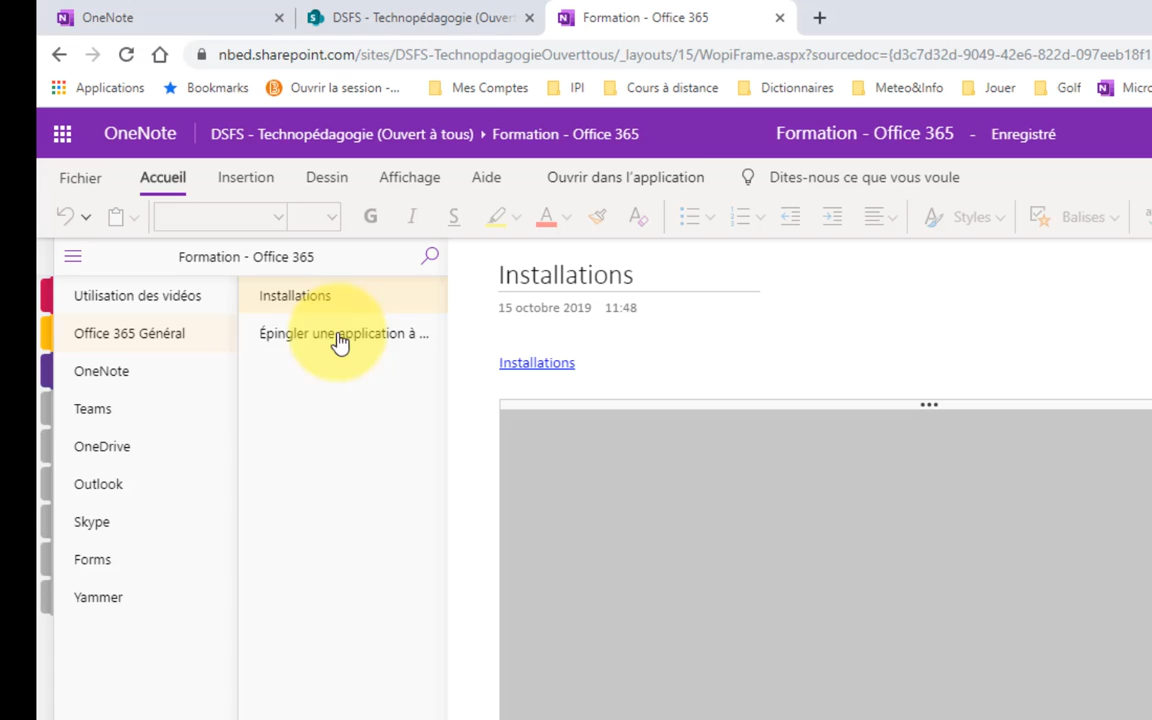 OneNote
DSFS - Technopédagogie (Ouver
Formation - Office 365
nbed.sharepoint.com/sites/DSFS-TechnopdagogieOuverttous/_layouts/15/WopiFrame.aspx?sourcedoc={d3c7d32d-9049-42e6-822d-097eeb18f1
Applications
Bookmarks
Ouvrir la session -...
Mes Comptes
IPI
Cours à distance
Dictionnaires
Meteo&Info
Jouer
Golf
Micro
OneNote
DSFS - Technopédagogie (Ouvert à tous) ▸ Formation - Office 365
Formation - Office 365 - Enregistré
Fichier
Accueil
Insertion
Dessin
Affichage
Aide
Ouvrir dans l'application
Dites-nous ce que vous voule
G
I
S
A
Styles
Balises
Formation - Office 365
Utilisation des vidéos
Office 365 Général
OneNote
Teams
OneDrive
Outlook
Skype
Forms
Yammer
Installations
Épingler une application à ...
Installations
15 octobre 2019 11:48
Installations